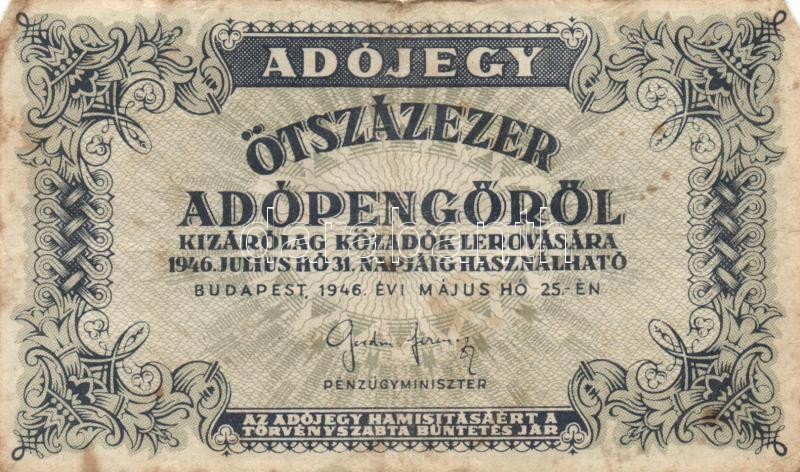 ADÓJEGY
ÖTSZÁZEZER
ADÓPENGŐRŐL
KIZÁRÓLAG KÖZADÓK LEROVÁSÁRA
1946. JULIUS HÓ 31. NAPJÁIG HASZNÁLHATÓ
BUDAPEST, 1946. ÉVI MÁJUS HÓ 25.-ÉN
PÉNZÜGYMINISZTER
AZ ADÓJEGY HAMISITÁSÁÉRT A
TÖRVÉNYSZABTA BÜNTETÉS JÁR